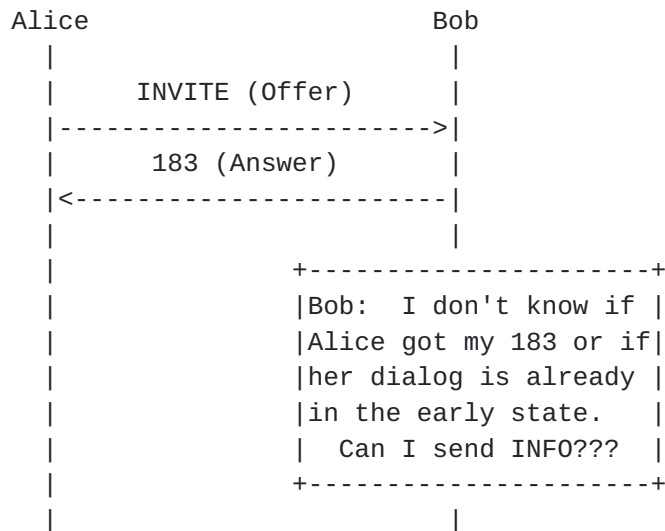 Alice Bob
INVITE (Offer)
183 (Answer)
Bob: I don't know if
Alice got my 183 or if
her dialog is already
in the early state.
Can I send INFO???